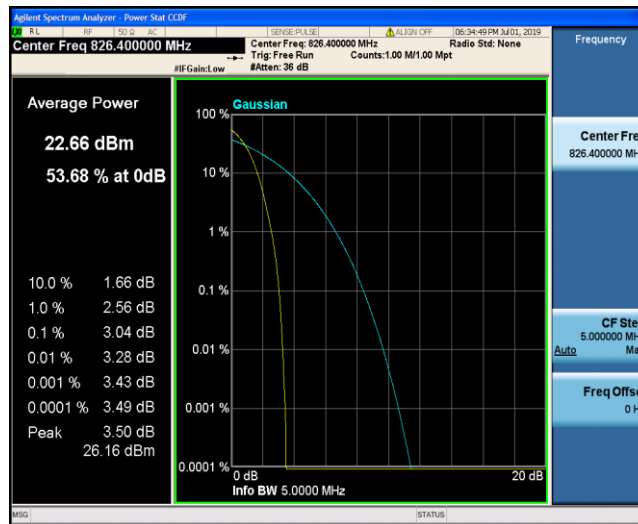 Agilent Spectrum Analyzer - Power Stat CCDF
RL RF 50 Ω AC SENSE:PULSE ALIGN OFF 06:34:49 PM Jul 01, 2019
Center Freq 826.400000 MHz
Center Freq: 826.400000 MHz Radio Std: None
Trig: Free Run Counts:1.00 M/1.00 Mpt
#IFGain:Low #Atten: 36 dB
Frequency
Average Power
22.66 dBm
53.68 % at 0dB
10.0 % 1.66 dB
1.0 % 2.56 dB
0.1 % 3.04 dB
0.01 % 3.28 dB
0.001 % 3.43 dB
0.0001 % 3.49 dB
Peak 3.50 dB
26.16 dBm
Gaussian
100 %
10 %
1 %
0.1 %
0.01 %
0.001 %
0.0001 %
0 dB 20 dB
Info BW 5.0000 MHz
Center Fre
826.400000 MH
CF Ste
5.000000 MH
Auto Ma
Freq Offs
0 H
MSG STATUS